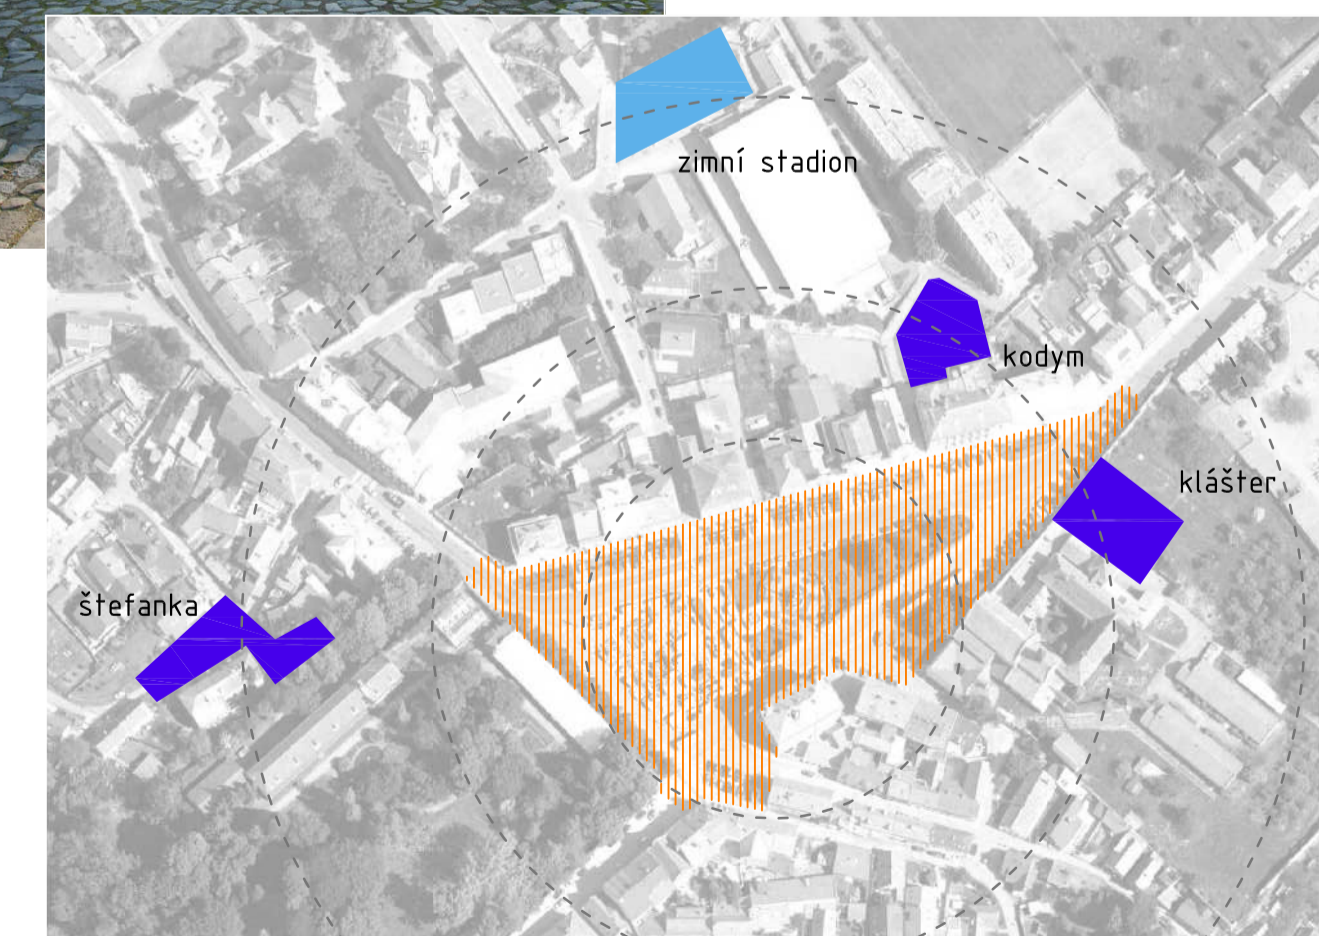 zimní stadion
kodym
klášter
štefanka